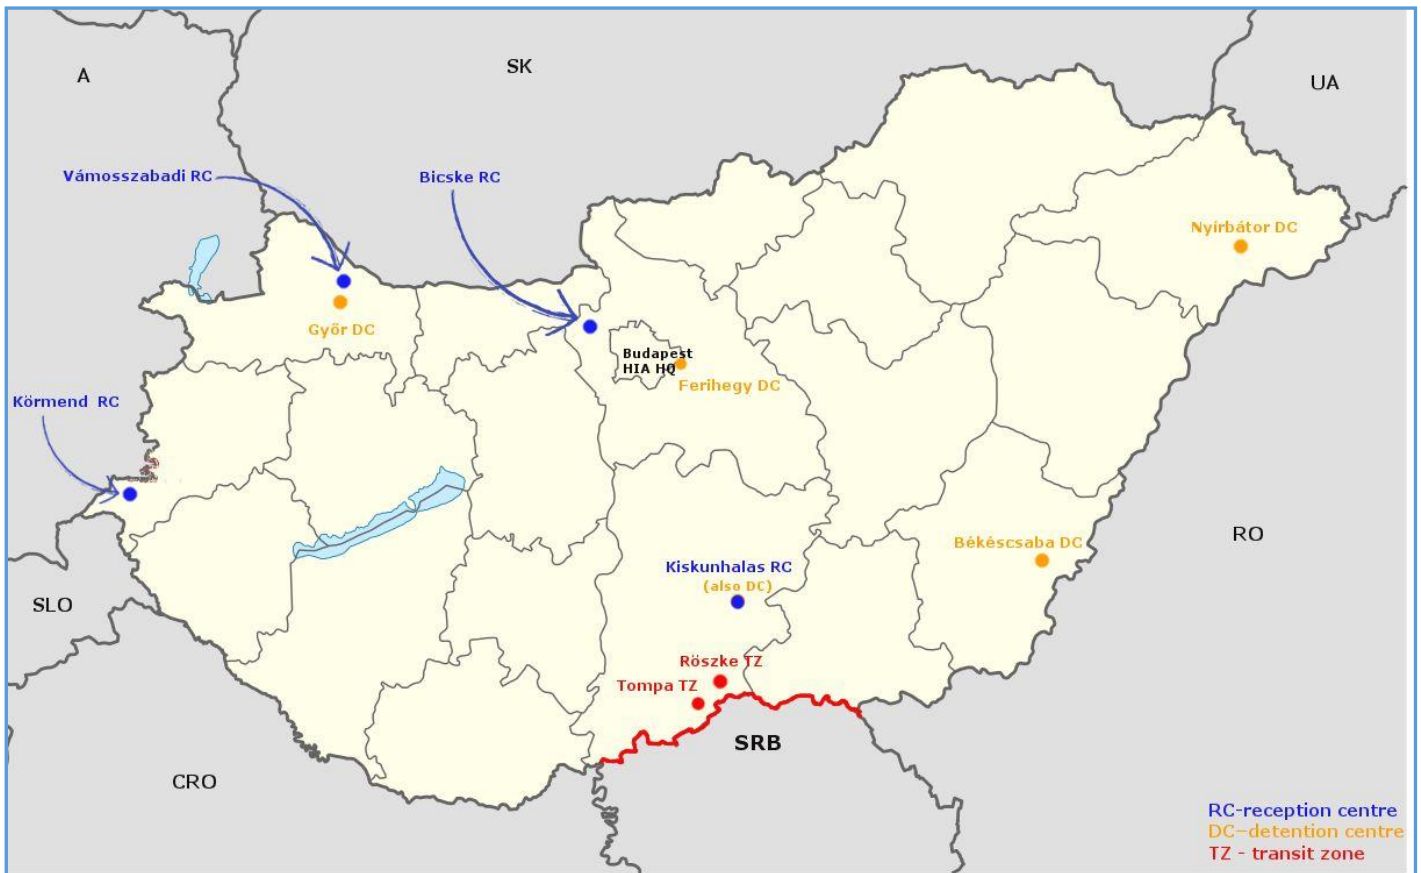 A
SK
UA
Vámosszabadi RC
Bicske RC
Nyírbátor DC
Győr DC
Budapest
HIA HQ
Ferihegy DC
Körmend RC
RO
Békéscsaba DC
Kiskunhalas RC
(also DC)
SLO
Röszke TZ
Tompa TZ
SRB
CRO
RC-reception centre
DC–detention centre
TZ - transit zone